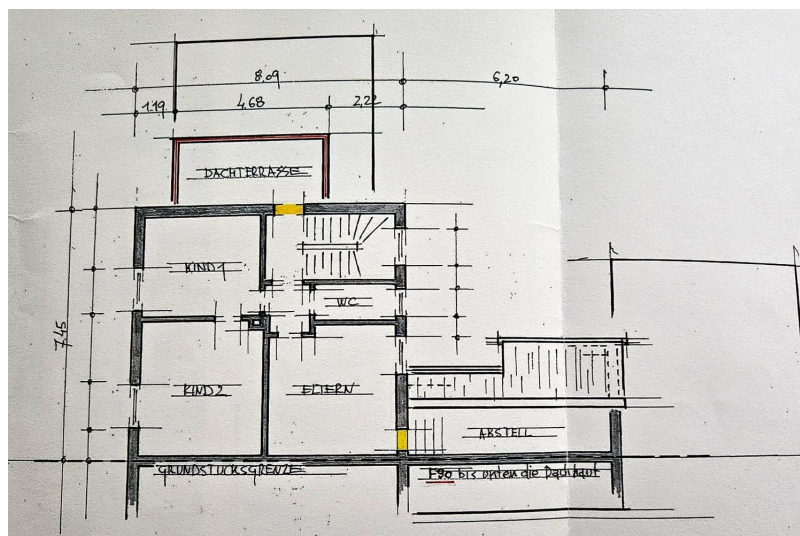 8,09
6,20
1.19
4,68
2,22
DACHTERRASSE
KIND 1
WC
7,45
KIND 2
ELTERN
ABSTELL
GRUNDSTÜCKSGRENZE
F90 bis unten die Dachhaut